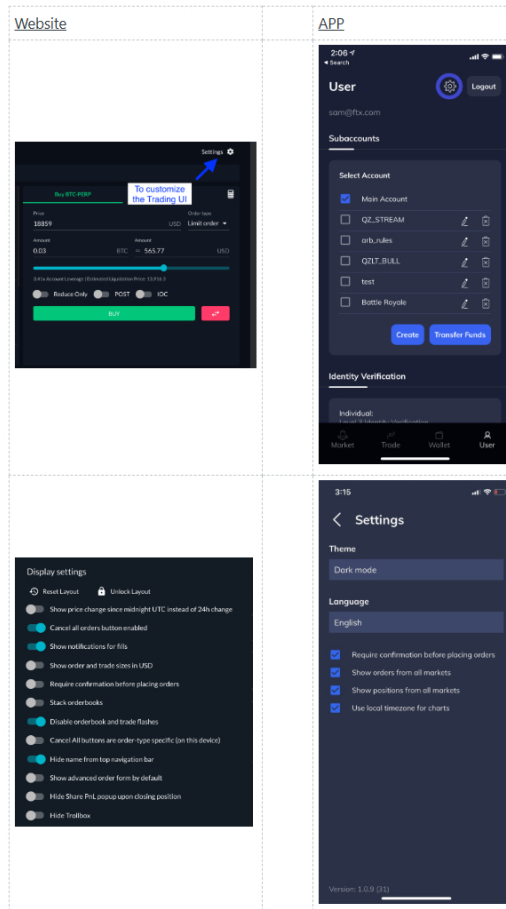 Website
APP
Settings
To customize
the Trading UI
Buy BTC-PERP
Price
Order type
18859 USD Limit order
Amount
Amount
0.03 BTC = 565.77 USD
Reduce Only POST IOC
BUY
2:06
Search
User
Logout
sam@ftx.com
Subaccounts
Select Account
Main Account
QZ_STREAM
arb_rules
QZLT_BULL
test
Battle Royale
Create
Transfer Funds
Identity Verification
Individual:
Level 2 Identity Verification
Market
Trade
Wallet
User
Display settings
Reset Layout
Unlock Layout
Show price change since midnight UTC instead of 24h change
Cancel all orders button enabled
Show notifications for fills
Show order and trade sizes in USD
Require confirmation before placing orders
Stack orderbooks
Disable orderbook and trade flashes
Cancel All buttons are order-type specific (on this device)
Hide name from top navigation bar
Show advanced order form by default
Hide Share PnL popup upon closing position
Hide Trollbox
3:15
Settings
Theme
Dark mode
Language
English
Require confirmation before placing orders
Show orders from all markets
Show positions from all markets
Use local timezone for charts
Version: 1.0.9 (31)